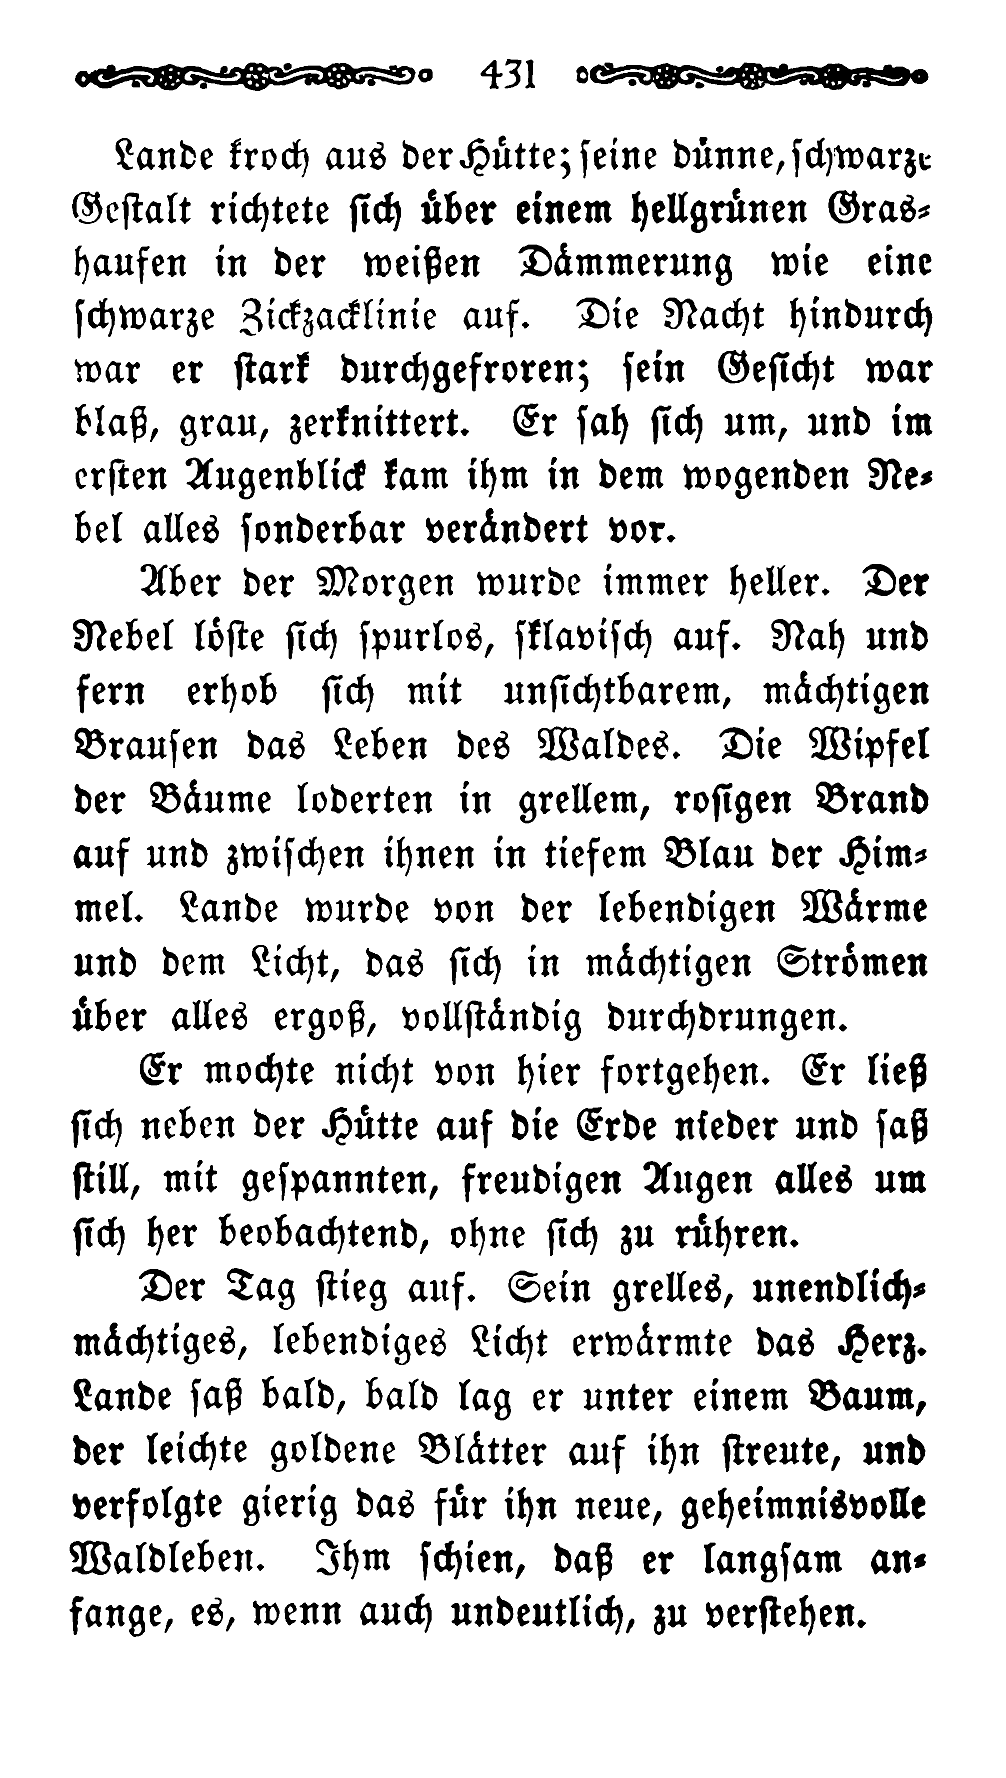 431
Lande kroch aus der Hütte; seine dünne, schwarze
Gestalt richtete sich über einem hellgrünen Gras-
haufen in der weißen Dämmerung wie eine
schwarze Zickzacklinie auf. Die Nacht hindurch
war er stark durchgefroren; sein Gesicht war
blaß, grau, zerknittert. Er sah sich um, und im
ersten Augenblick kam ihm in dem wogenden Ne-
bel alles sonderbar verändert vor.
Aber der Morgen wurde immer heller. Der
Nebel löste sich spurlos, sklavisch auf. Nah und
fern erhob sich mit unsichtbarem, mächtigen
Brausen das Leben des Waldes. Die Wipfel
der Bäume loderten in grellem, rosigen Brand
auf und zwischen ihnen in tiefem Blau der Him-
mel. Lande wurde von der lebendigen Wärme
und dem Licht, das sich in mächtigen Strömen
über alles ergoß, vollständig durchdrungen.
Er mochte nicht von hier fortgehen. Er ließ
sich neben der Hütte auf die Erde nieder und saß
still, mit gespannten, freudigen Augen alles um
sich her beobachtend, ohne sich zu rühren.
Der Tag stieg auf. Sein grelles, unendlich-
mächtiges, lebendiges Licht erwärmte das Herz.
Lande saß bald, bald lag er unter einem Baum,
der leichte goldene Blätter auf ihn streute, und
verfolgte gierig das für ihn neue, geheimnisvolle
Waldleben. Ihm schien, daß er langsam an-
fange, es, wenn auch undeutlich, zu verstehen.